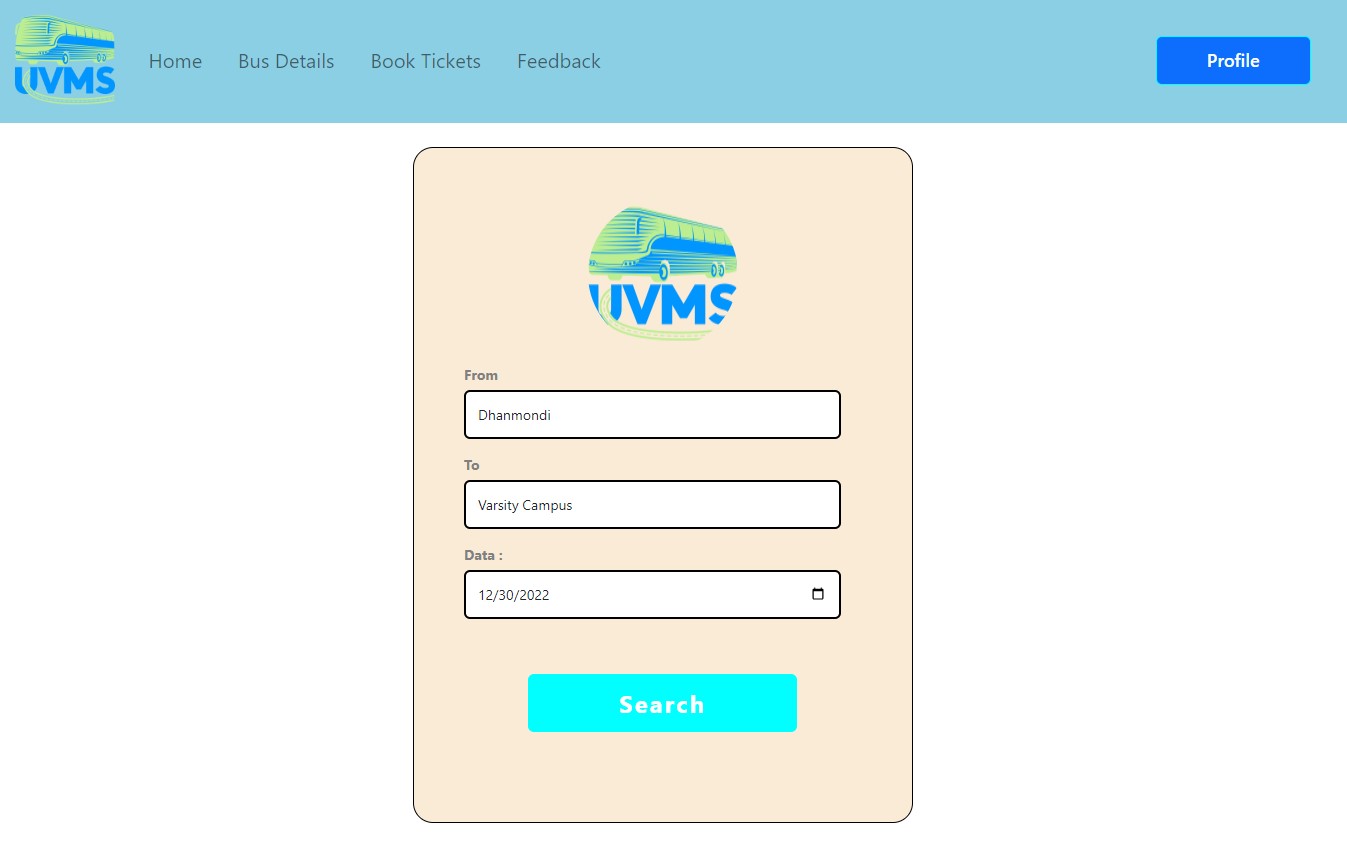 UVMS
Home Bus Details Book Tickets Feedback Profile
UVMS
From
Dhanmondi
To
Varsity Campus
Data :
12/30/2022
Search